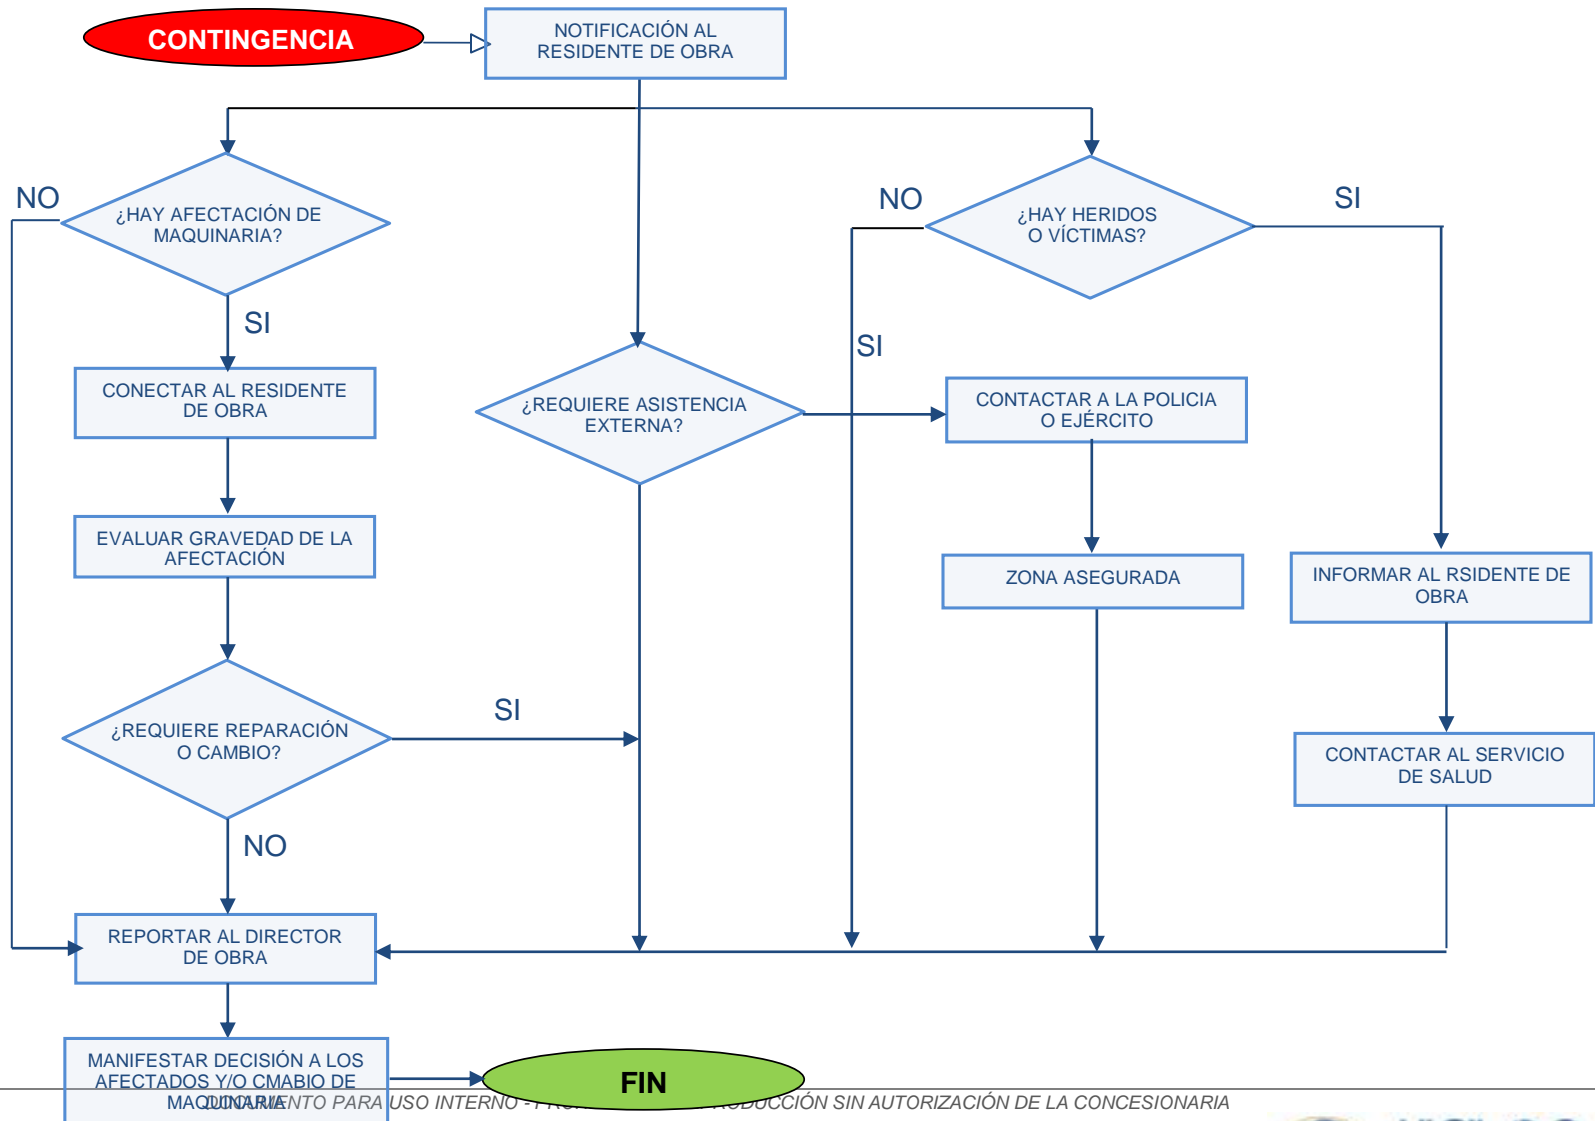 CONTINGENCIA
NOTIFICACIÓN AL
RESIDENTE DE OBRA
NO
¿HAY AFECTACIÓN DE
MAQUINARIA?
NO
¿HAY HERIDOS
O VÍCTIMAS?
SI
SI
SI
CONECTAR AL RESIDENTE
DE OBRA
¿REQUIERE ASISTENCIA
EXTERNA?
CONTACTAR A LA POLICIA
O EJÉRCITO
EVALUAR GRAVEDAD DE LA
AFECTACIÓN
ZONA ASEGURADA
INFORMAR AL RSIDENTE DE
OBRA
¿REQUIERE REPARACIÓN
O CAMBIO?
SI
CONTACTAR AL SERVICIO
DE SALUD
NO
REPORTAR AL DIRECTOR
DE OBRA
MANIFESTAR DECISIÓN A LOS
AFECTADOS Y/O CMABIO DE
MAQUINARIA
FIN
DOCUMENTO PARA USO INTERNO - SIN AUTORIZACIÓN DE LA CONCESIONARIA